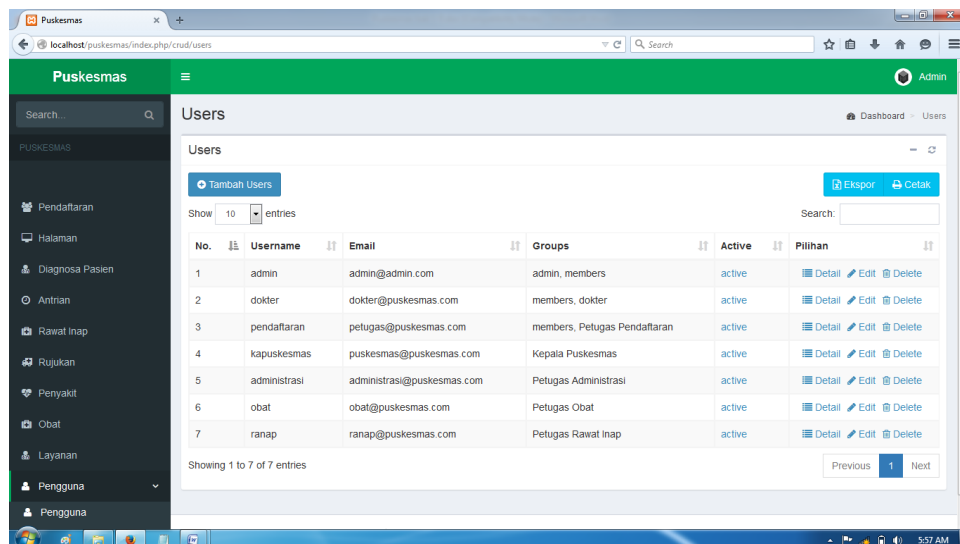 Puskesmas
localhost/puskesmas/index.php/crud/users
Search
Puskesmas
Admin
Search...
PUSKESMAS
Pendaftaran
Halaman
Diagnosa Pasien
Antrian
Rawat Inap
Rujukan
Penyakit
Obat
Layanan
Pengguna
Pengguna
Users
Dashboard > Users
Users
Tambah Users
Ekspor Cetak
Show 10 entries
Search:
No. Username Email Groups Active Pilihan
1 admin admin@admin.com admin, members active Detail Edit Delete
2 dokter dokter@puskesmas.com members, dokter active Detail Edit Delete
3 pendaftaran petugas@puskesmas.com members, Petugas Pendaftaran active Detail Edit Delete
4 kapuskesmas puskesmas@puskesmas.com Kepala Puskesmas active Detail Edit Delete
5 administrasi administrasi@puskesmas.com Petugas Administrasi active Detail Edit Delete
6 obat obat@puskesmas.com Petugas Obat active Detail Edit Delete
7 ranap ranap@puskesmas.com Petugas Rawat Inap active Detail Edit Delete
Showing 1 to 7 of 7 entries
Previous 1 Next
5:57 AM